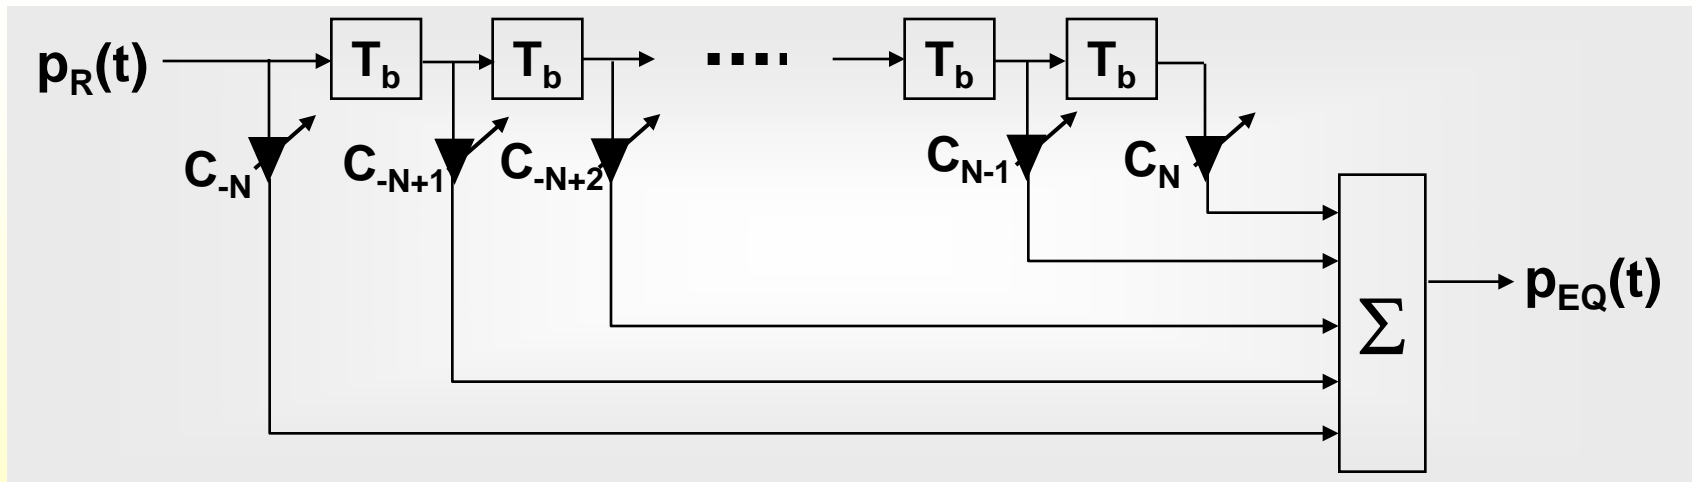 p_R(t) T_b T_b ▪▪▪▪ T_b T_b
C_-N C_-N+1 C_-N+2 C_N-1 C_N
Σ p_EQ(t)